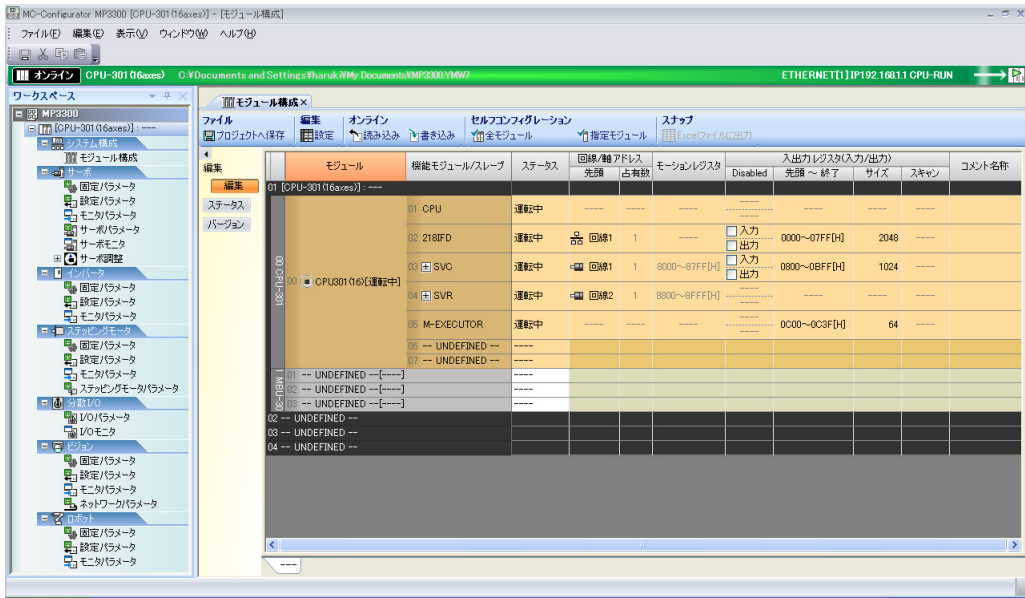 MC-Configurator MP3300 [CPU-301(16axes)] - [モジュール構成]
ファイル(F) 編集(E) 表示(V) ウィンドウ(W) ヘルプ(H)
オンライン CPU-301(16axes) C:¥Documents and Settings¥haruki¥My Documents¥MP3300.YMW7 ETHERNET[1] IP192.168.1.1 CPU-RUN
ワークスペース
MP3300
[CPU-301(16axes)] : ----
システム構成
モジュール構成
サーボ
固定パラメータ
設定パラメータ
モニタパラメータ
サーボパラメータ
サーボモニタ
サーボ調整
インバータ
固定パラメータ
設定パラメータ
モニタパラメータ
ステッピングモータ
固定パラメータ
設定パラメータ
モニタパラメータ
ステッピングモータパラメータ
分散I/O
I/Oパラメータ
I/Oモニタ
ビジョン
固定パラメータ
設定パラメータ
モニタパラメータ
ネットワークパラメータ
ロボット
固定パラメータ
設定パラメータ
モニタパラメータ
モジュール構成×
ファイル 編集 オンライン セルフコンフィグレーション スナップ
プロジェクトへ保存 設定 読み込み 書き込み 全モジュール 指定モジュール Excelファイルに出力
編集
編集
ステータス
バージョン
モジュール 機能モジュール/スレーブ ステータス 回線/軸アドレス モーションレジスタ 入出力レジスタ(入力/出力) コメント名称
先頭 占有数 Disabled 先頭 ~ 終了 サイズ スキャン
01 [CPU-301(16axes)] : ----
00 CPU-301
00 CPU301(16)[運転中]
01 CPU 運転中 ---- ---- ---- ---- ---- ---- ----
02 218IFD 運転中 回線1 1 ---- 入力 出力 0000~07FF[H] 2048 ----
03 SVC 運転中 回線1 1 8000~87FF[H] 入力 出力 0800~0BFF[H] 1024 ----
04 SVR 運転中 回線2 1 8800~8FFF[H] ---- ---- ---- ----
05 M-EXECUTOR 運転中 ---- ---- ---- ---- 0C00~0C3F[H] 64 ----
06 -- UNDEFINED -- ----
07 -- UNDEFINED -- ----
1 MBU-30
01 -- UNDEFINED --[----] ----
02 -- UNDEFINED --[----] ----
03 -- UNDEFINED --[----] ----
02 -- UNDEFINED --
03 -- UNDEFINED --
04 -- UNDEFINED --
---